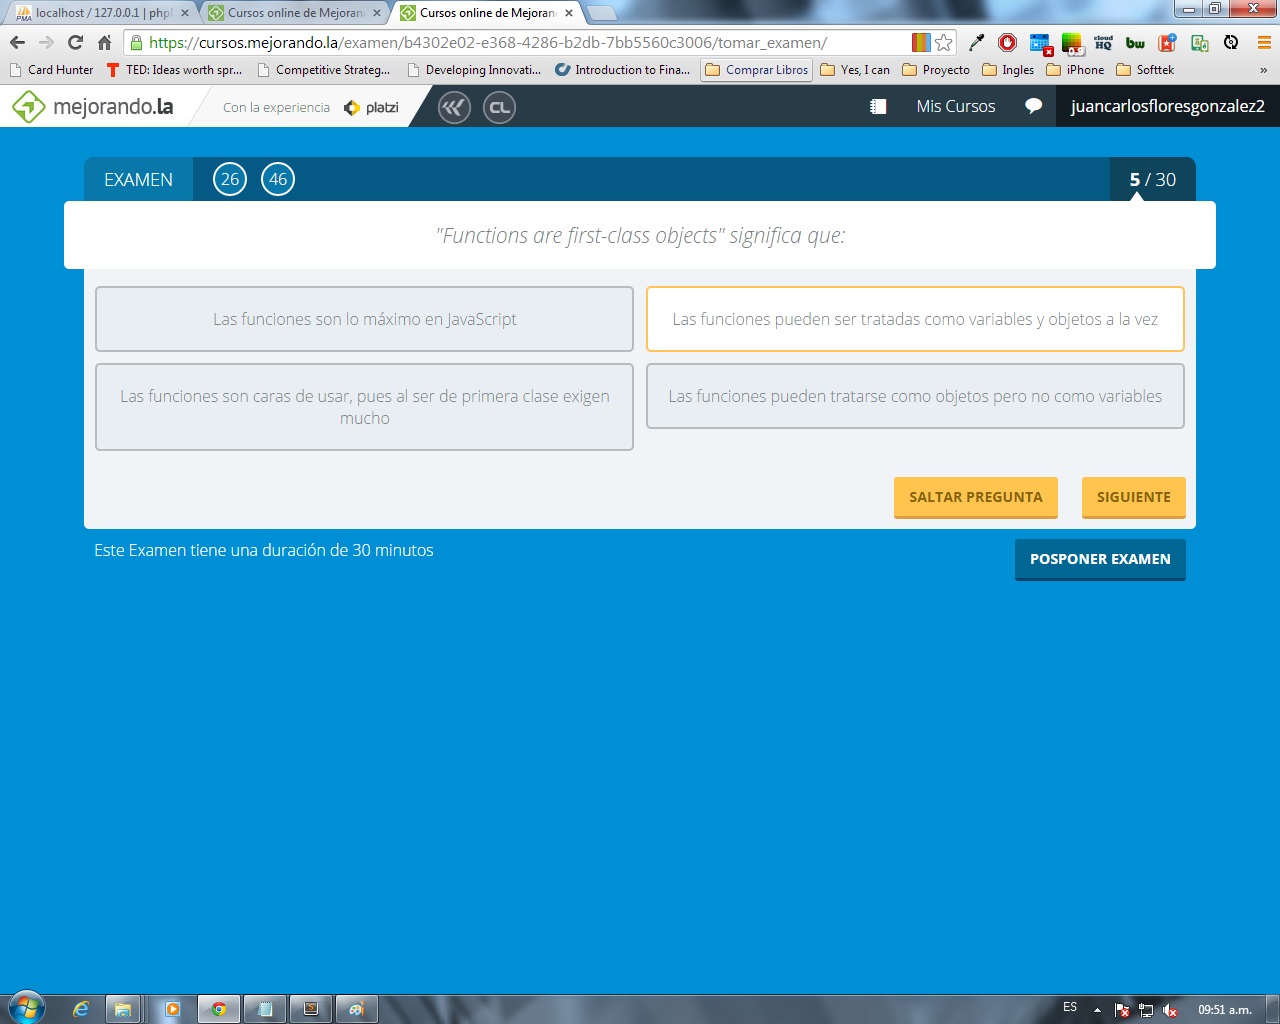 localhost / 127.0.0.1 | php
Cursos online de Mejoran
Cursos online de Mejoran
https://cursos.mejorando.la/examen/b4302e02-e368-4286-b2db-7bb5560c3006/tomar_examen/
cloud HQ
bw
Card Hunter
TED: Ideas worth spr...
Competitive Strateg...
Developing Innovati...
Introduction to Fina...
Comprar Libros
Yes, I can
Proyecto
Ingles
iPhone
Softtek
»
mejorando.la
Con la experiencia
platzi
CL
Mis Cursos
juancarlosfloresgonzalez2
EXAMEN
26
46
5 / 30
"Functions are first-class objects" significa que:
Las funciones son lo máximo en JavaScript
Las funciones pueden ser tratadas como variables y objetos a la vez
Las funciones son caras de usar, pues al ser de primera clase exigen
mucho
Las funciones pueden tratarse como objetos pero no como variables
SALTAR PREGUNTA
SIGUIENTE
Este Examen tiene una duración de 30 minutos
POSPONER EXAMEN
ES
09:51 a.m.